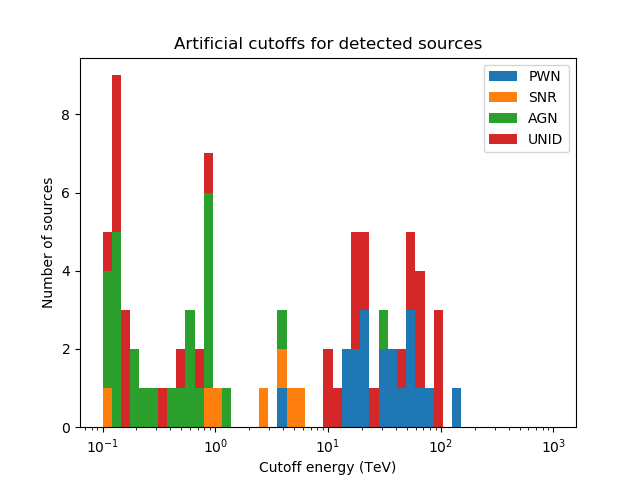 Artificial cutoffs for detected sources
PWN
SNR
AGN
UNID
Number of sources
8
6
4
2
0
10⁻¹
10⁰
10¹
10²
10³
Cutoff energy (TeV)